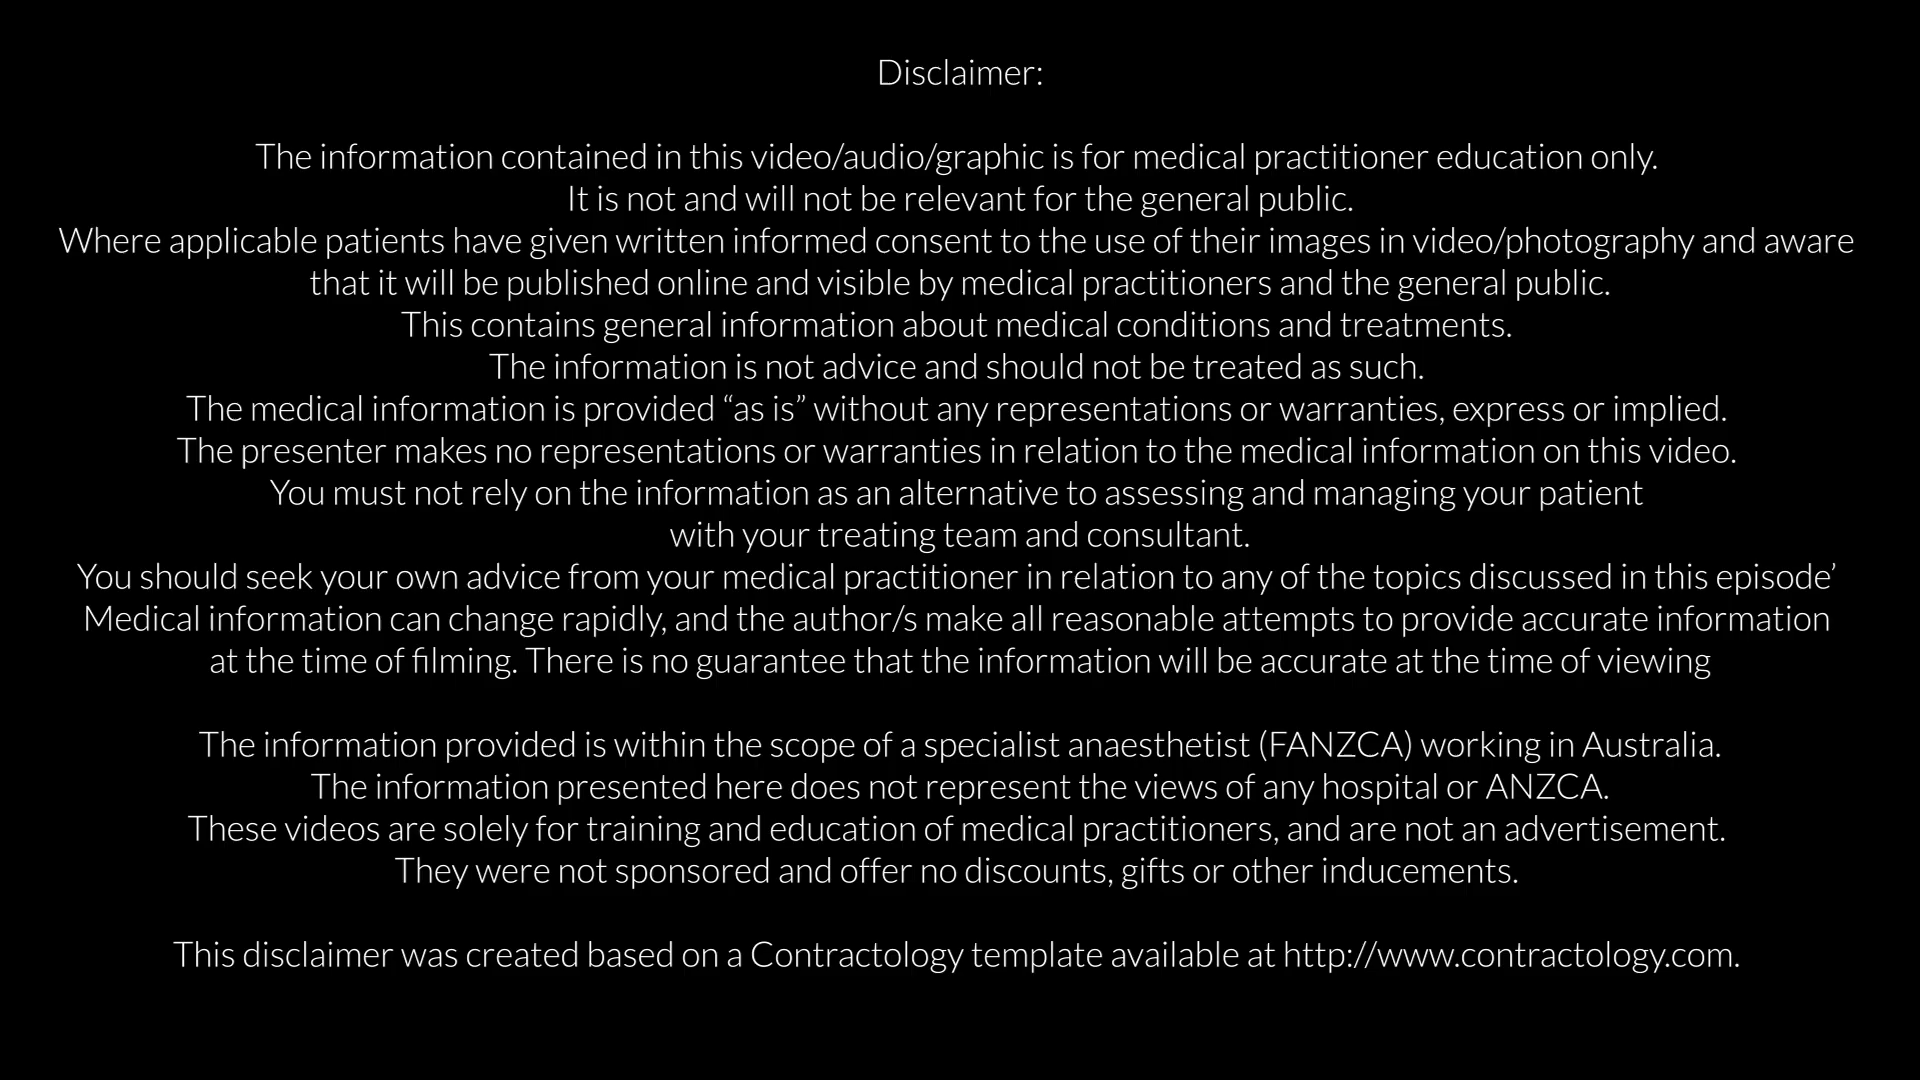 Disclaimer:
The information contained in this video/audio/graphic is for medical practitioner education only.
It is not and will not be relevant for the general public.
Where applicable patients have given written informed consent to the use of their images in video/photography and aware
that it will be published online and visible by medical practitioners and the general public.
This contains general information about medical conditions and treatments.
The information is not advice and should not be treated as such.
The medical information is provided “as is” without any representations or warranties, express or implied.
The presenter makes no representations or warranties in relation to the medical information on this video.
You must not rely on the information as an alternative to assessing and managing your patient
with your treating team and consultant.
You should seek your own advice from your medical practitioner in relation to any of the topics discussed in this episode’
Medical information can change rapidly, and the author/s make all reasonable attempts to provide accurate information
at the time of filming. There is no guarantee that the information will be accurate at the time of viewing
The information provided is within the scope of a specialist anaesthetist (FANZCA) working in Australia.
The information presented here does not represent the views of any hospital or ANZCA.
These videos are solely for training and education of medical practitioners, and are not an advertisement.
They were not sponsored and offer no discounts, gifts or other inducements.
This disclaimer was created based on a Contractology template available at http://www.contractology.com.